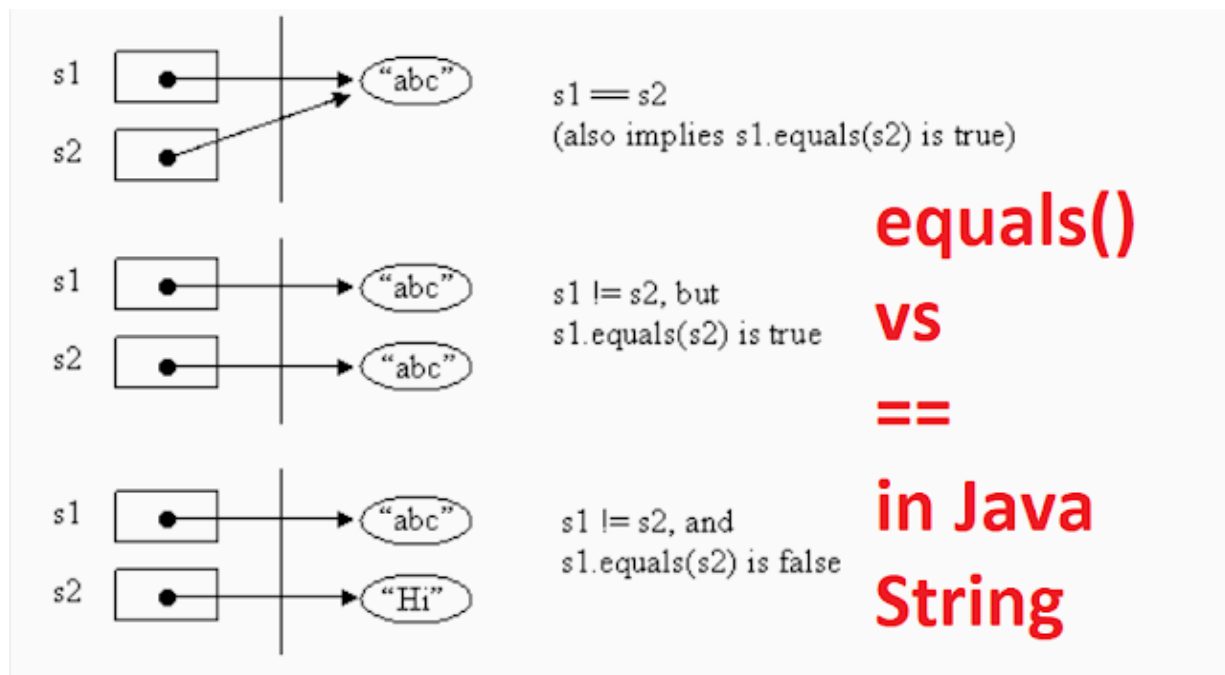 s1
"abc"
s1 == s2
(also implies s1.equals(s2) is true)
s2
s1
"abc"
s1 != s2, but
s1.equals(s2) is true
s2
"abc"
s1
"abc"
s1 != s2, and
s1.equals(s2) is false
s2
"Hi"
equals()
vs
==
in Java
String